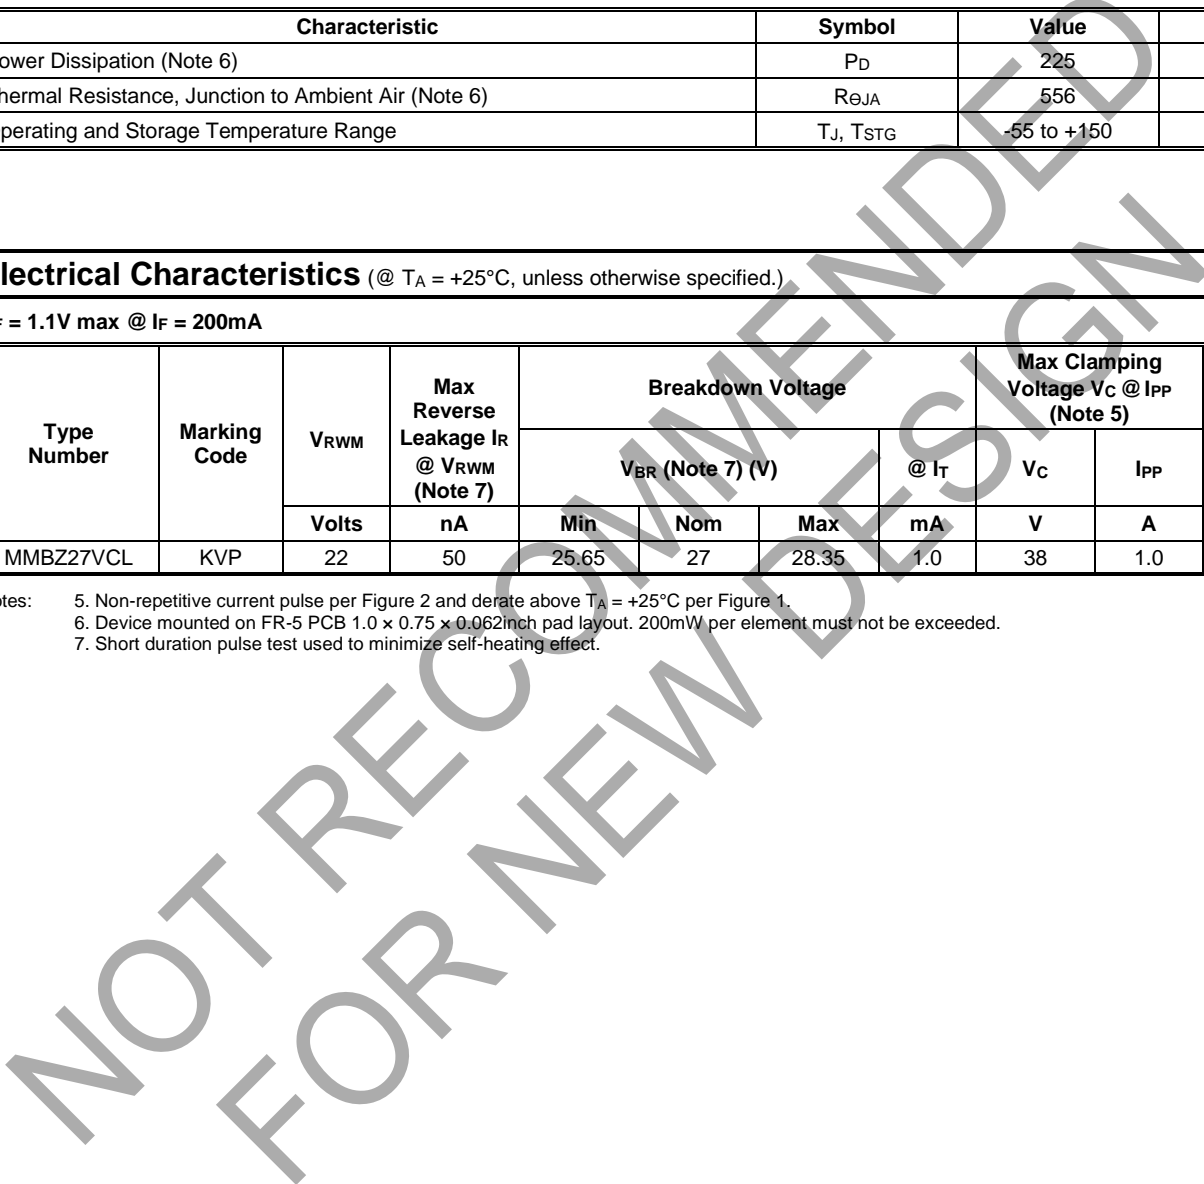 Characteristic Symbol Value
ower Dissipation (Note 6) PD 225
hermal Resistance, Junction to Ambient Air (Note 6) RΘJA 556
perating and Storage Temperature Range TJ, TSTG -55 to +150
lectrical Characteristics (@ TA = +25°C, unless otherwise specified.)
F = 1.1V max @ IF = 200mA
Type Number Marking Code VRWM Max Reverse Leakage IR @ VRWM (Note 7) Breakdown Voltage Max Clamping Voltage VC @ IPP (Note 5)
VBR (Note 7) (V) @ IT VC IPP
Volts nA Min Nom Max mA V A
MMBZ27VCL KVP 22 50 25.65 27 28.35 1.0 38 1.0
otes: 5. Non-repetitive current pulse per Figure 2 and derate above TA = +25°C per Figure 1.
6. Device mounted on FR-5 PCB 1.0 × 0.75 × 0.062inch pad layout. 200mW per element must not be exceeded.
7. Short duration pulse test used to minimize self-heating effect.
NOT RECOMMENDED
FOR NEW DESIGN